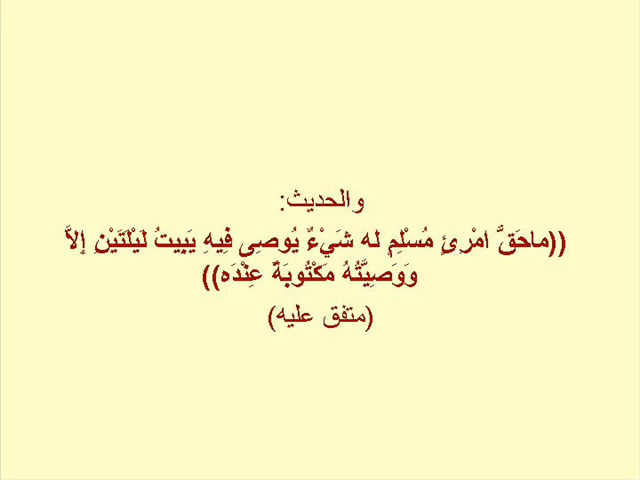 والحديث:
((ماحَقَّ امْرِئٍ مُسْلِمٍ له شَيْءٌ يُوصِى فِيهِ يَبِيتُ لَيْلَتَيْنِ إلاَّ
وَوَصِيَّتُهُ مَكْتُوبَةً عِنْدَه))
(متفق عليه)